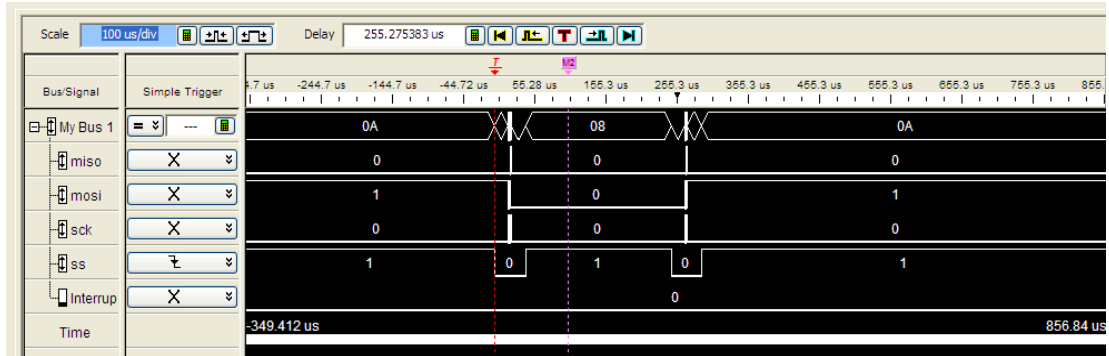 Scale 100 us/div Delay 255.275383 us T
T M2
Bus/Signal Simple Trigger 4.7 us -244.7 us -144.7 us -44.72 us 55.28 us 155.3 us 255.3 us 355.3 us 455.3 us 555.3 us 655.3 us 755.3 us 855.
My Bus 1 = --- 0A 08 0A
miso X 0 0 0
mosi X 1 0 1
sck X 0 0 0
ss 1 0 1 0 1
Interrup X 0
Time -349.412 us 856.84 us